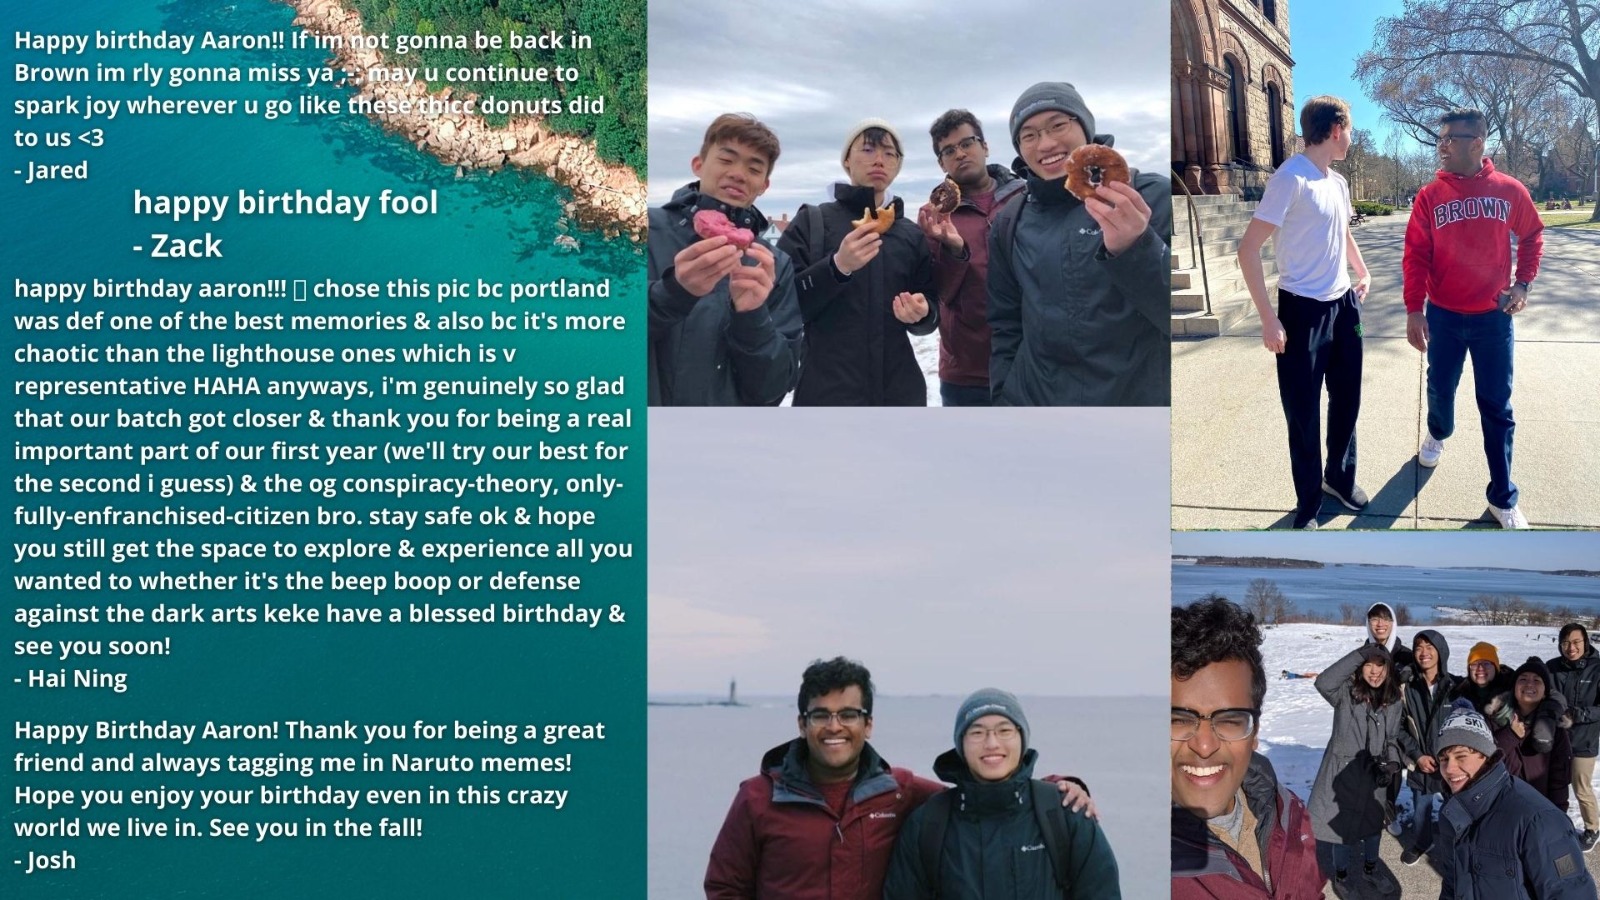 Happy birthday Aaron!! If im not gonna be back in
Brown im rly gonna miss ya ;-; may u continue to
spark joy wherever u go like these thicc donuts did
to us <3
- Jared
happy birthday fool
- Zack
happy birthday aaron!!! chose this pic bc portland
was def one of the best memories & also bc it's more
chaotic than the lighthouse ones which is v
representative HAHA anyways, i'm genuinely so glad
that our batch got closer & thank you for being a real
important part of our first year (we'll try our best for
the second i guess) & the og conspiracy-theory, only-
fully-enfranchised-citizen bro. stay safe ok & hope
you still get the space to explore & experience all you
wanted to whether it's the beep boop or defense
against the dark arts keke have a blessed birthday &
see you soon!
- Hai Ning
Happy Birthday Aaron! Thank you for being a great
friend and always tagging me in Naruto memes!
Hope you enjoy your birthday even in this crazy
world we live in. See you in the fall!
- Josh
BROWN
Columbia
SKI